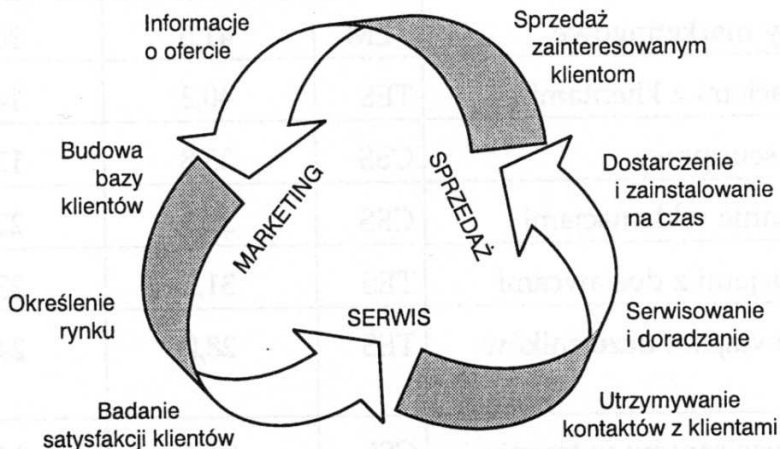 Informacje
o ofercie
Sprzedaż
zainteresowanym
klientom
Budowa
bazy
klientów
MARKETING
SPRZEDAŻ
Dostarczenie
i zainstalowanie
na czas
Określenie
rynku
SERWIS
Serwisowanie
i doradzanie
Badanie
satysfakcji klientów
Utrzymywanie
kontaktów z klientami